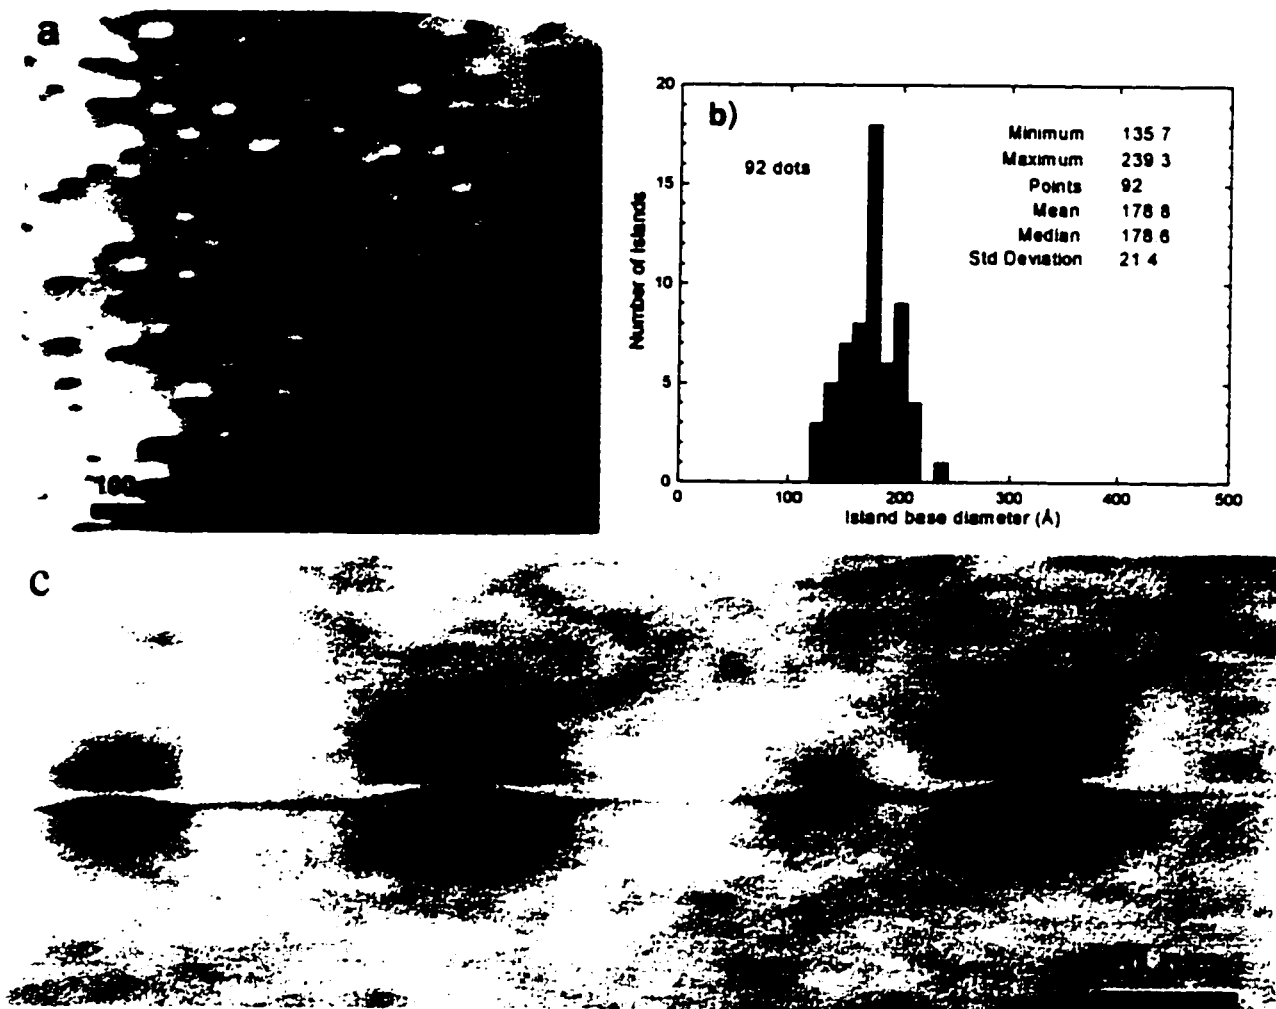 a
100
b)
92 dots
Minimum 135 7
Maximum 239 3
Points 92
Mean 178 8
Median 178 6
Std Deviation 21 4
Number of Islands
20
15
10
5
0
0 100 200 300 400 500
Island base diameter (Å)
c